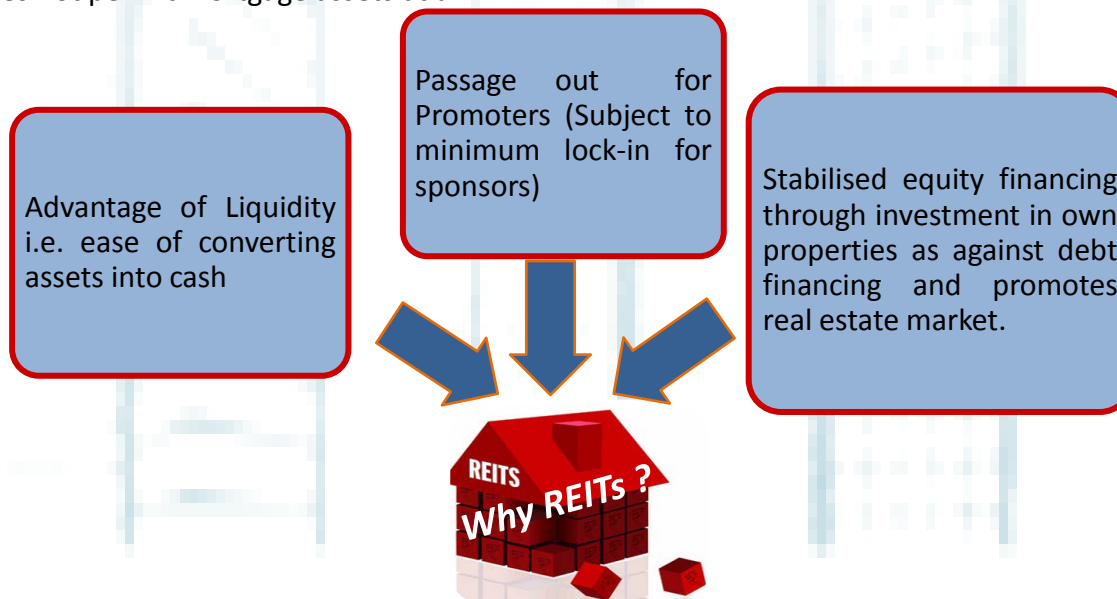 Advantage of Liquidity
i.e. ease of converting
assets into cash
Passage out for
Promoters (Subject to
minimum lock-in for
sponsors)
Stabilised equity financing
through investment in own
properties as against debt
financing and promotes
real estate market.
REITS
Why REITs ?